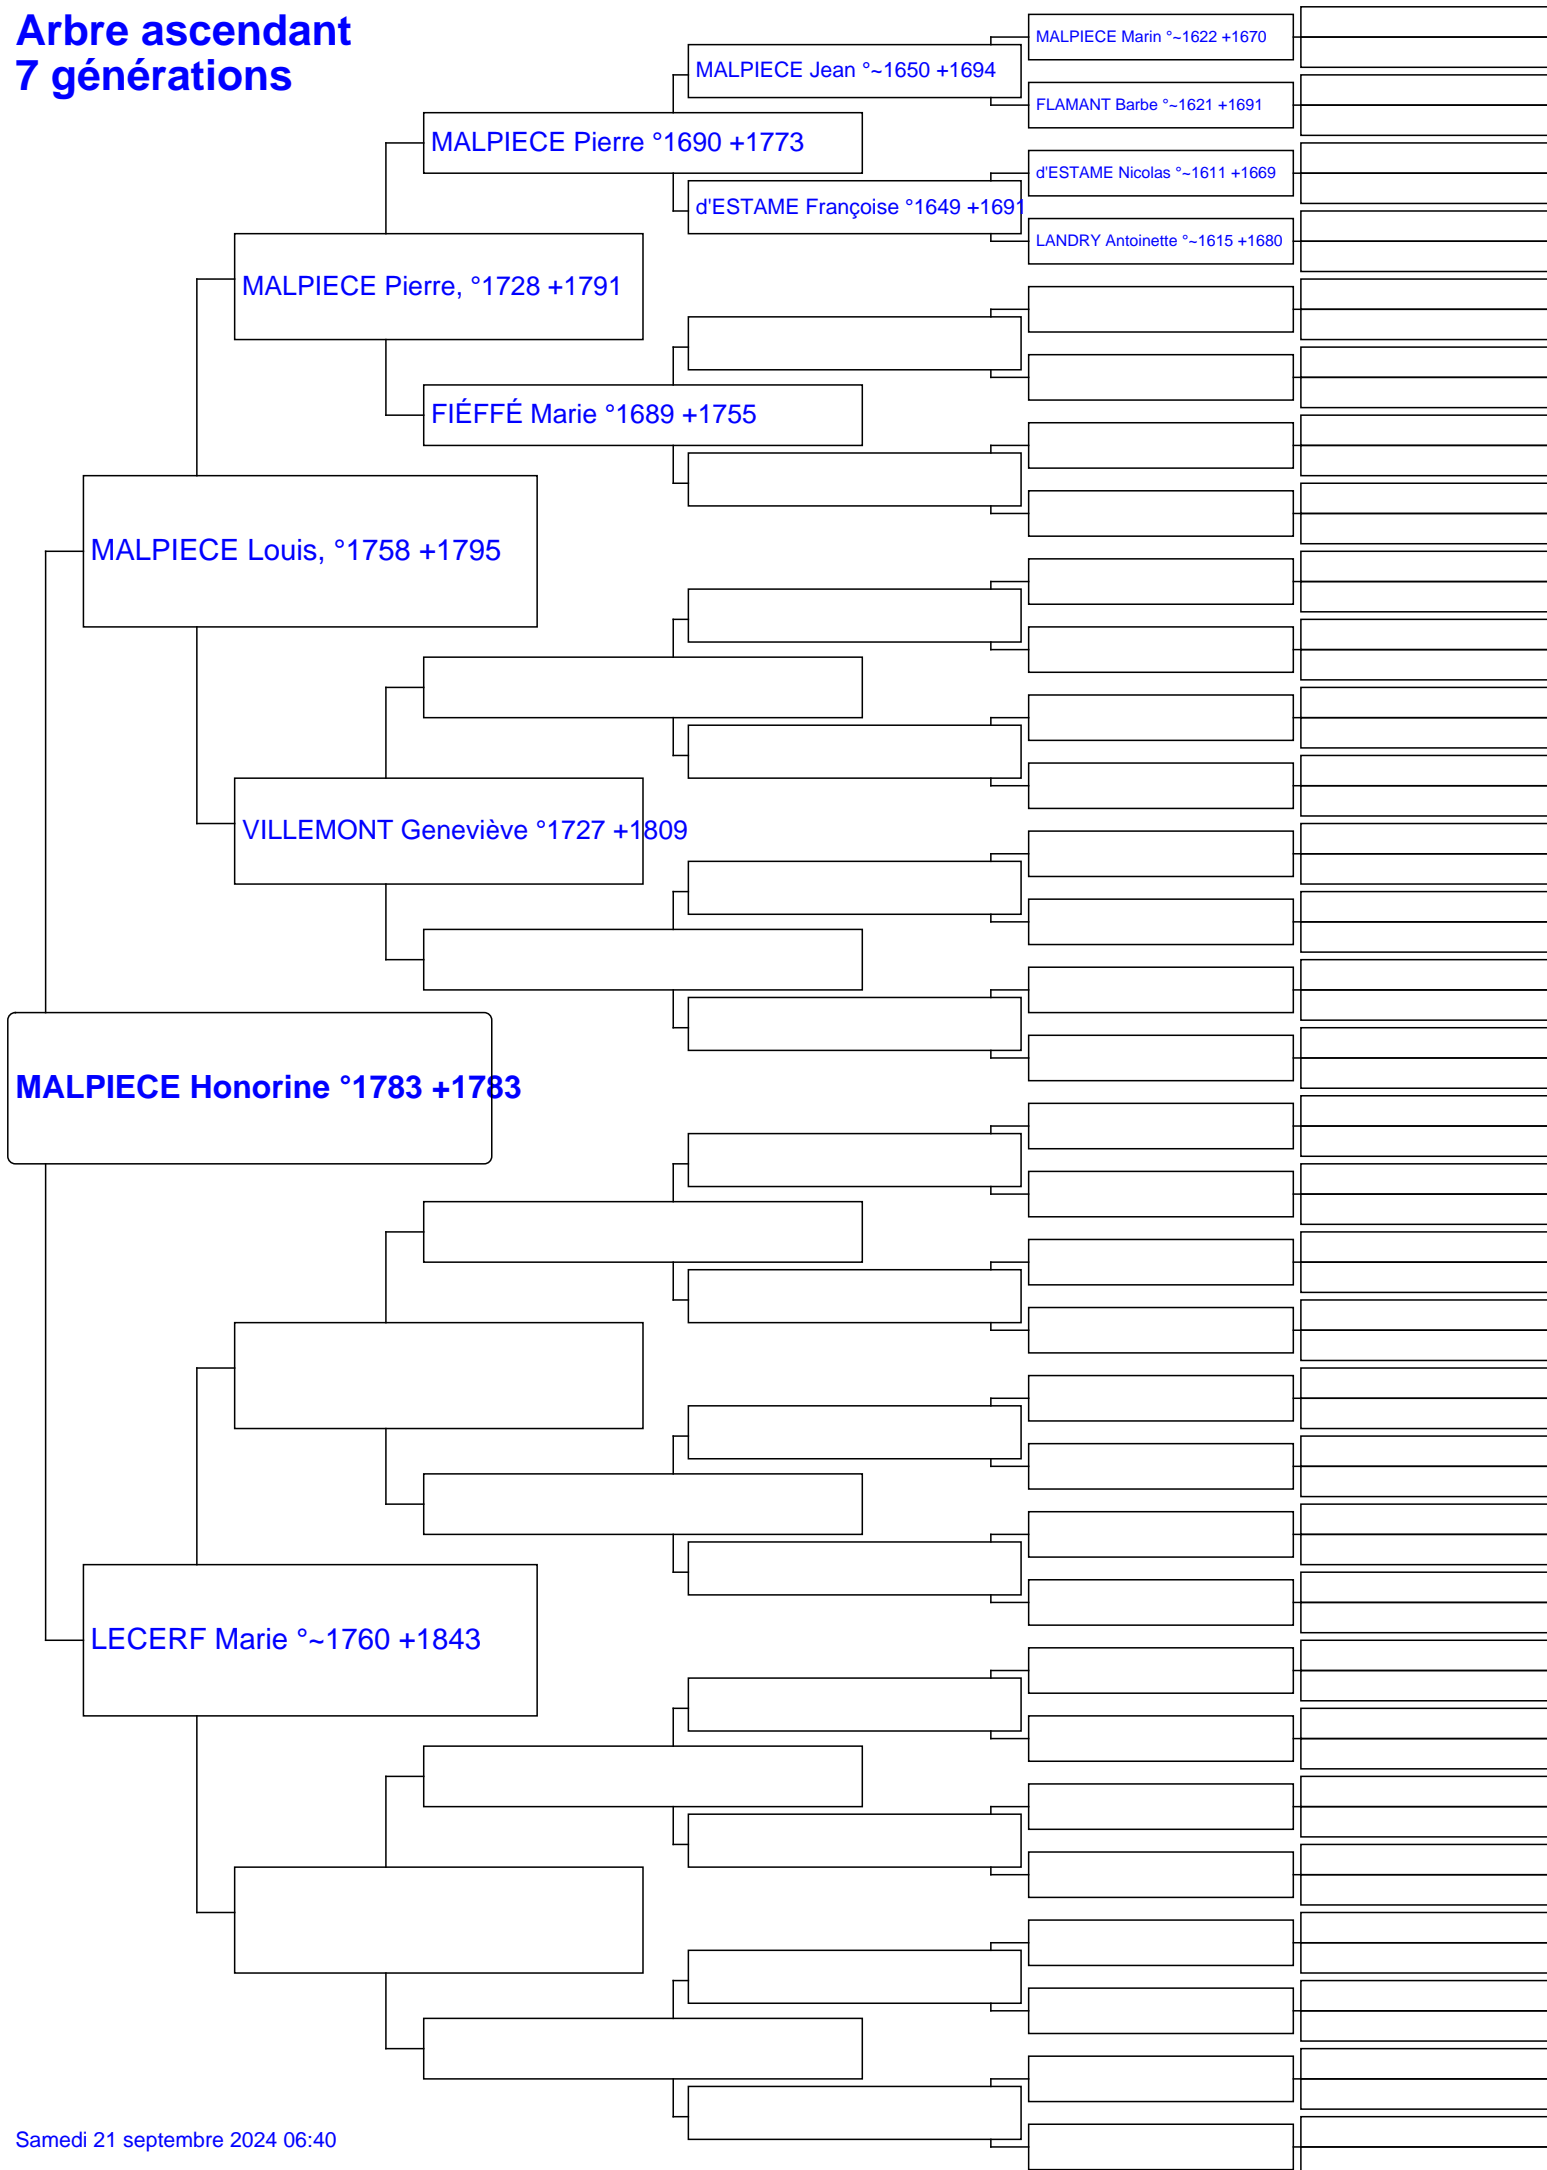 Arbre ascendant
7 générations
MALPIECE Marin °~1622 +1670
MALPIECE Jean °~1650 +1694
FLAMANT Barbe °~1621 +1691
MALPIECE Pierre °1690 +1773
d'ESTAME Nicolas °~1611 +1669
d'ESTAME Françoise °1649 +1691
LANDRY Antoinette °~1615 +1680
MALPIECE Pierre, °1728 +1791
FIÉFFÉ Marie °1689 +1755
MALPIECE Louis, °1758 +1795
VILLEMONT Geneviève °1727 +1809
MALPIECE Honorine °1783 +1783
LECERF Marie °~1760 +1843
Samedi 21 septembre 2024 06:40